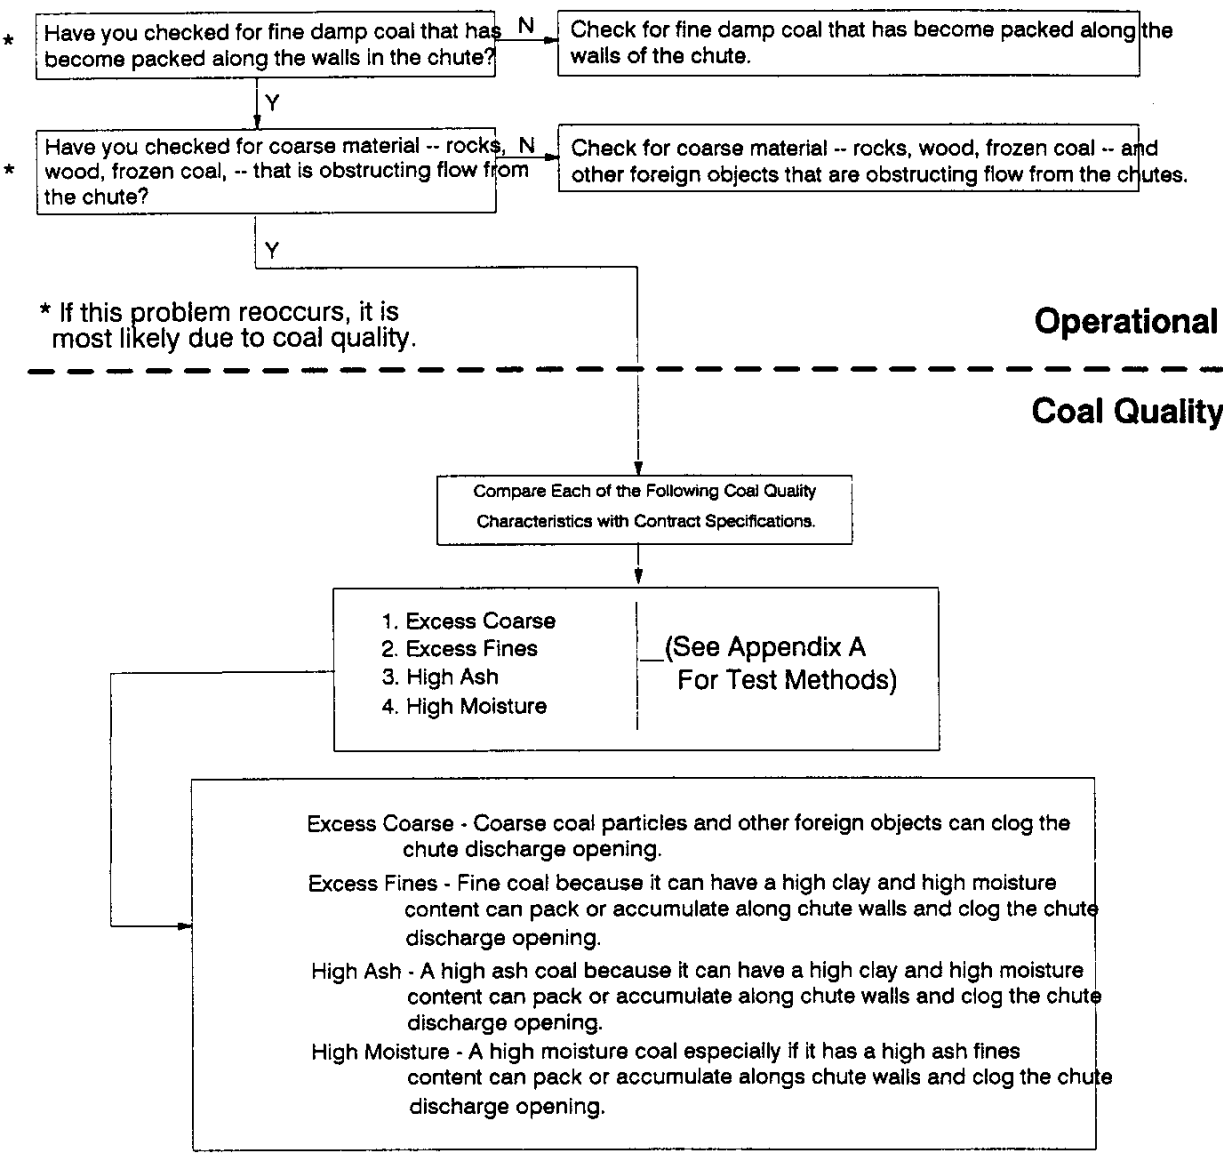 * Have you checked for fine damp coal that has
become packed along the walls in the chute?
N
Check for fine damp coal that has become packed along the
walls of the chute.
Y
* Have you checked for coarse material -- rocks,
wood, frozen coal, -- that is obstructing flow from
the chute?
N
Check for coarse material -- rocks, wood, frozen coal -- and
other foreign objects that are obstructing flow from the chutes.
Y
* If this problem reoccurs, it is
most likely due to coal quality.
Operational
Coal Quality
Compare Each of the Following Coal Quality
Characteristics with Contract Specifications.
1. Excess Coarse
2. Excess Fines
3. High Ash
4. High Moisture
(See Appendix A
For Test Methods)
Excess Coarse - Coarse coal particles and other foreign objects can clog the
chute discharge opening.
Excess Fines - Fine coal because it can have a high clay and high moisture
content can pack or accumulate along chute walls and clog the chute
discharge opening.
High Ash - A high ash coal because it can have a high clay and high moisture
content can pack or accumulate along chute walls and clog the chute
discharge opening.
High Moisture - A high moisture coal especially if it has a high ash fines
content can pack or accumulate alongs chute walls and clog the chute
discharge opening.